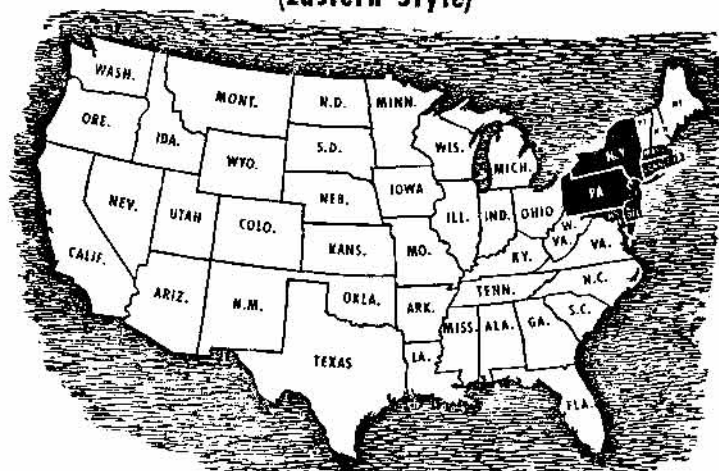 (Eastern Style)
WASH.
MONT.
N.D.
MINN.
ORE.
IDA.
WYO.
S.D.
WIS.
MICH.
N.Y.
NEV.
UTAH
COLO.
NEB.
IOWA
ILL.
IND.
OHIO
PA
W. VA.
VA.
CALIF.
KANS.
MO.
KY.
ARIZ.
N.M.
OKLA.
ARK.
TENN.
N.C.
S.C.
TEXAS
LA.
MISS.
ALA.
GA.
FLA.